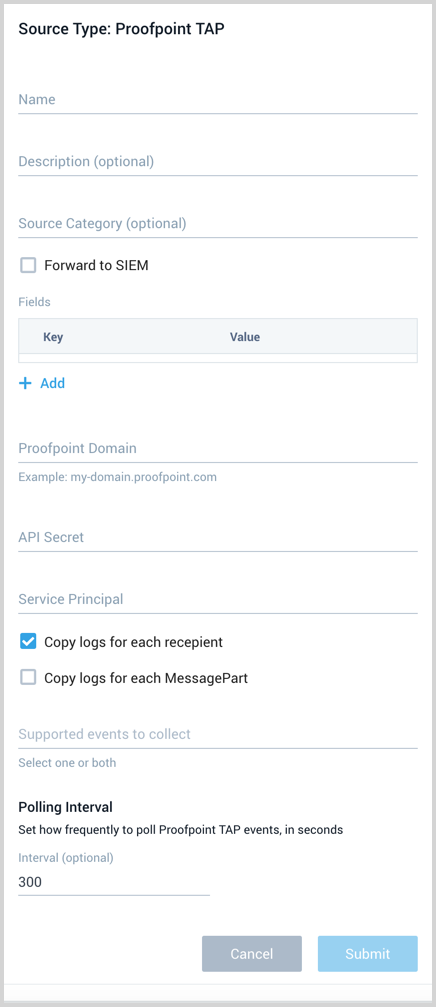 Source Type: Proofpoint TAP
Name
Description (optional)
Source Category (optional)
Forward to SIEM
Fields
Key Value
+ Add
Proofpoint Domain
Example: my-domain.proofpoint.com
API Secret
Service Principal
Copy logs for each recepient
Copy logs for each MessagePart
Supported events to collect
Select one or both
Polling Interval
Set how frequently to poll Proofpoint TAP events, in seconds
Interval (optional)
300
Cancel Submit